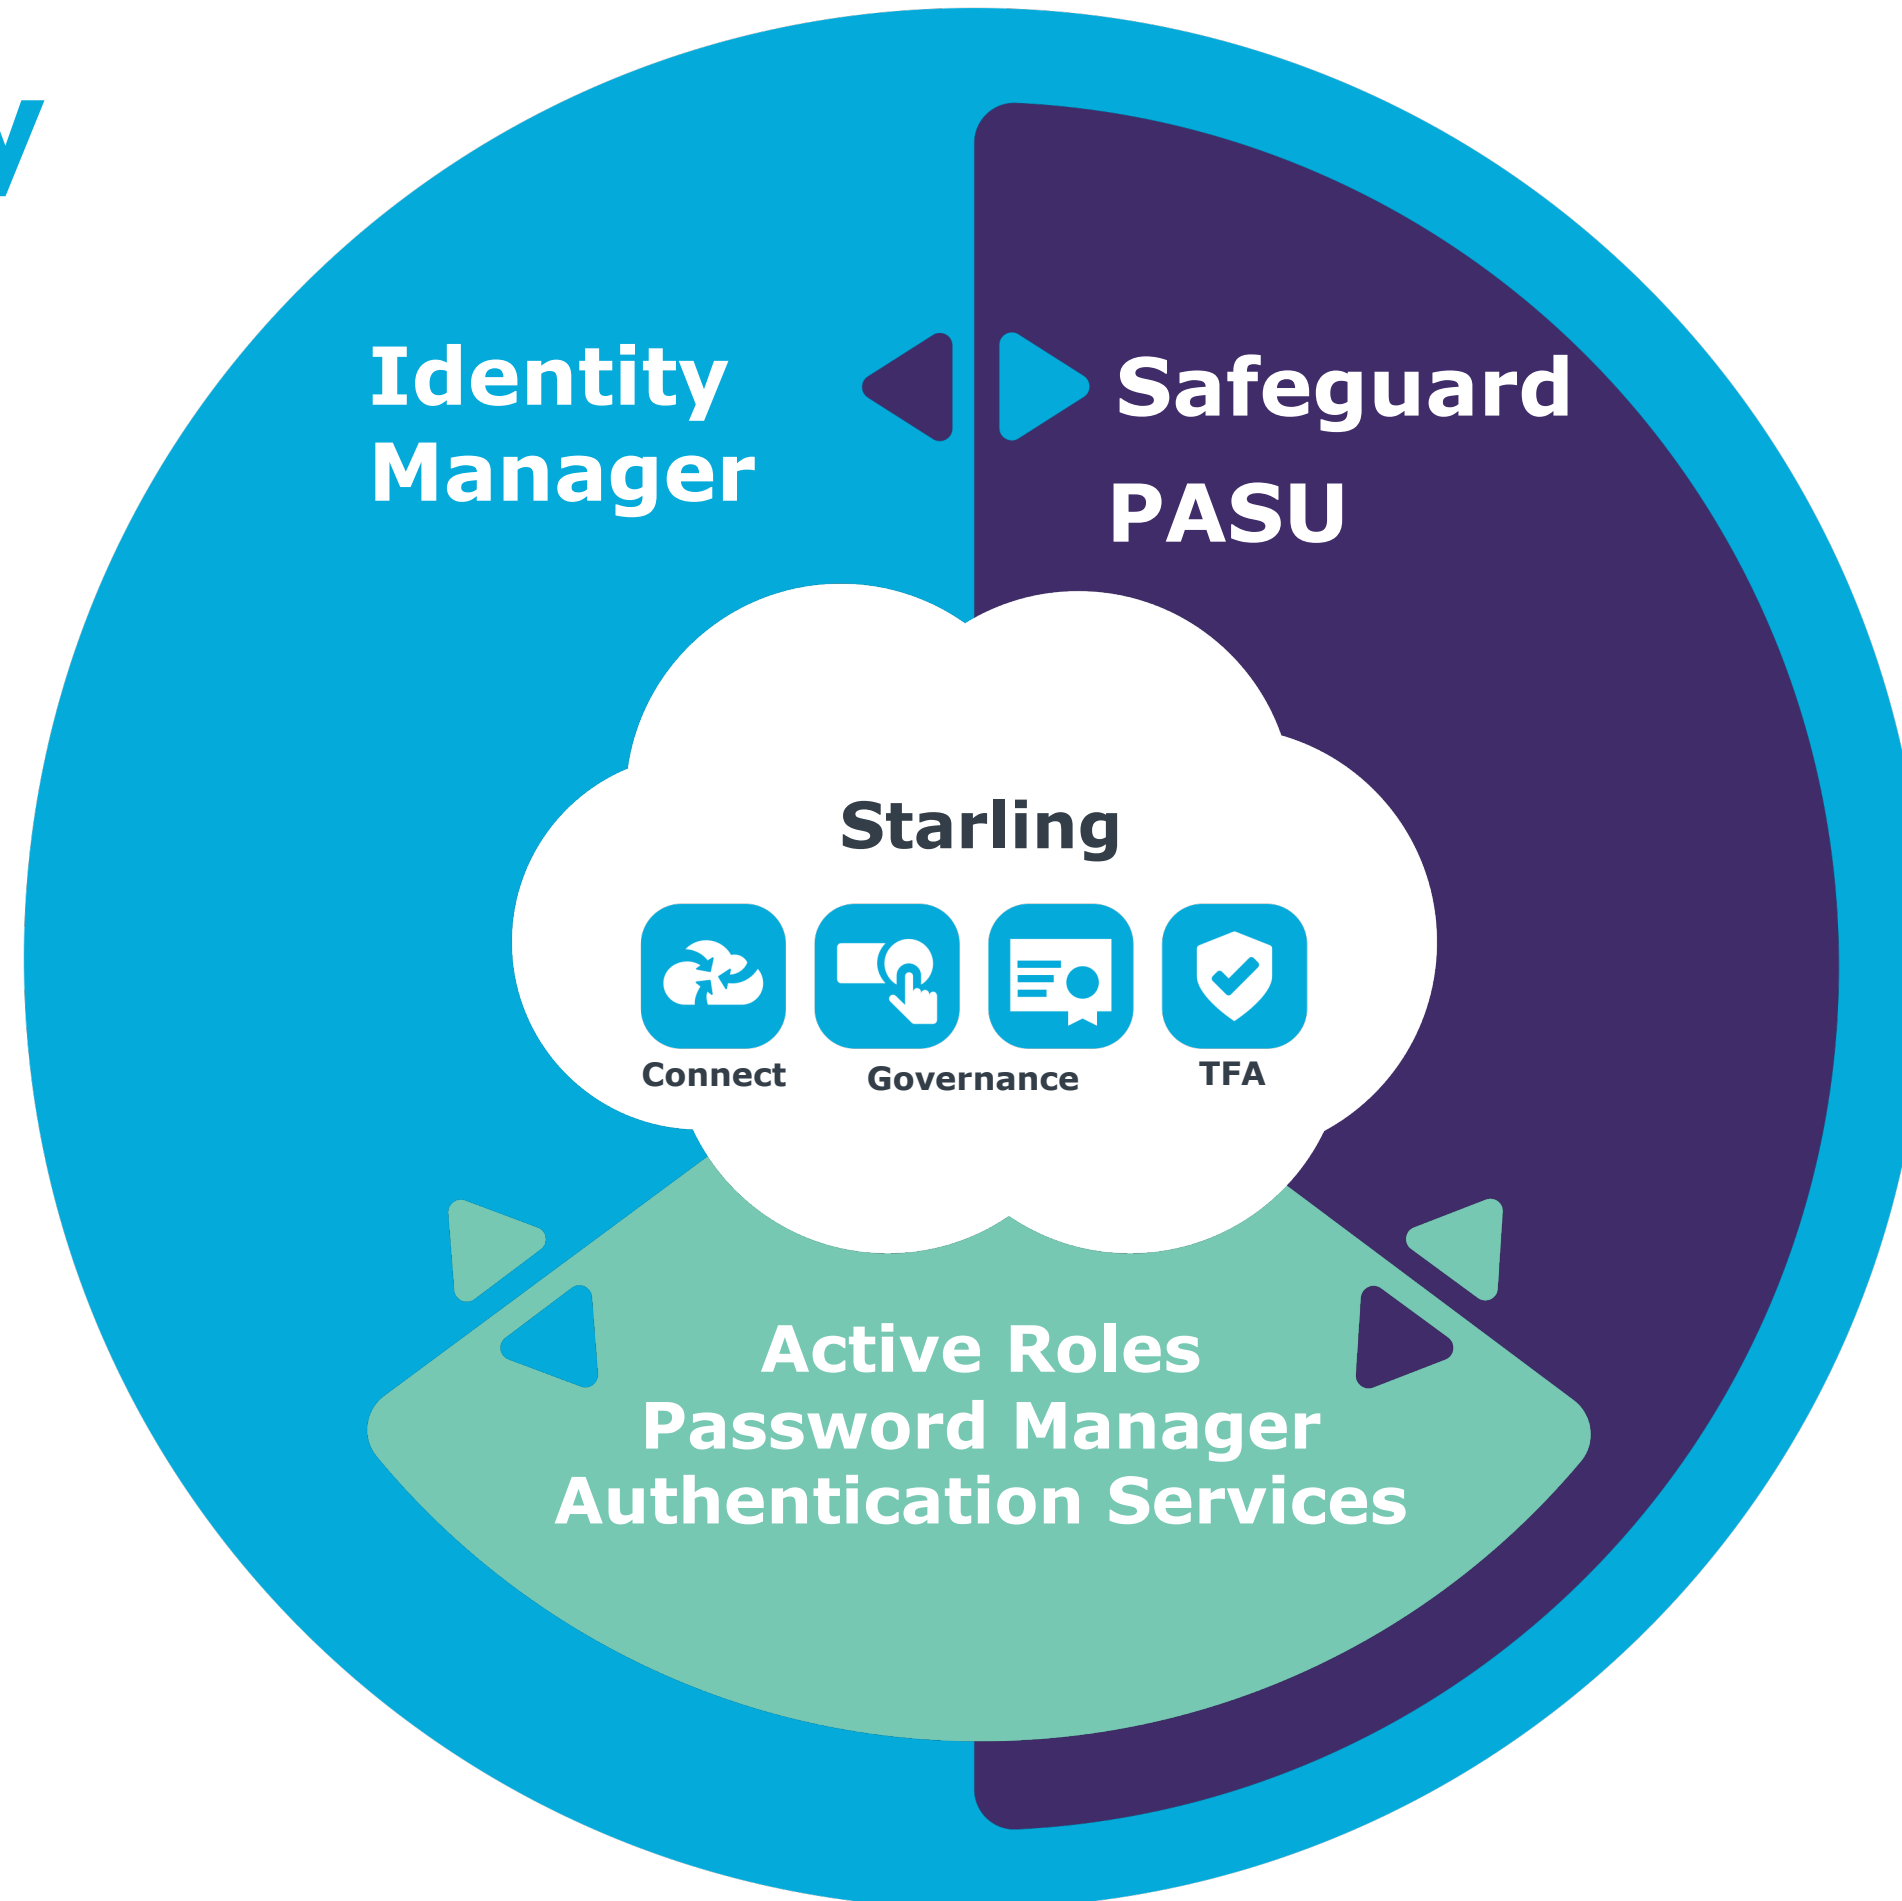 y
Identity
Manager
Safeguard
PASU
Starling
Connect
Governance
TFA
Active Roles
Password Manager
Authentication Services